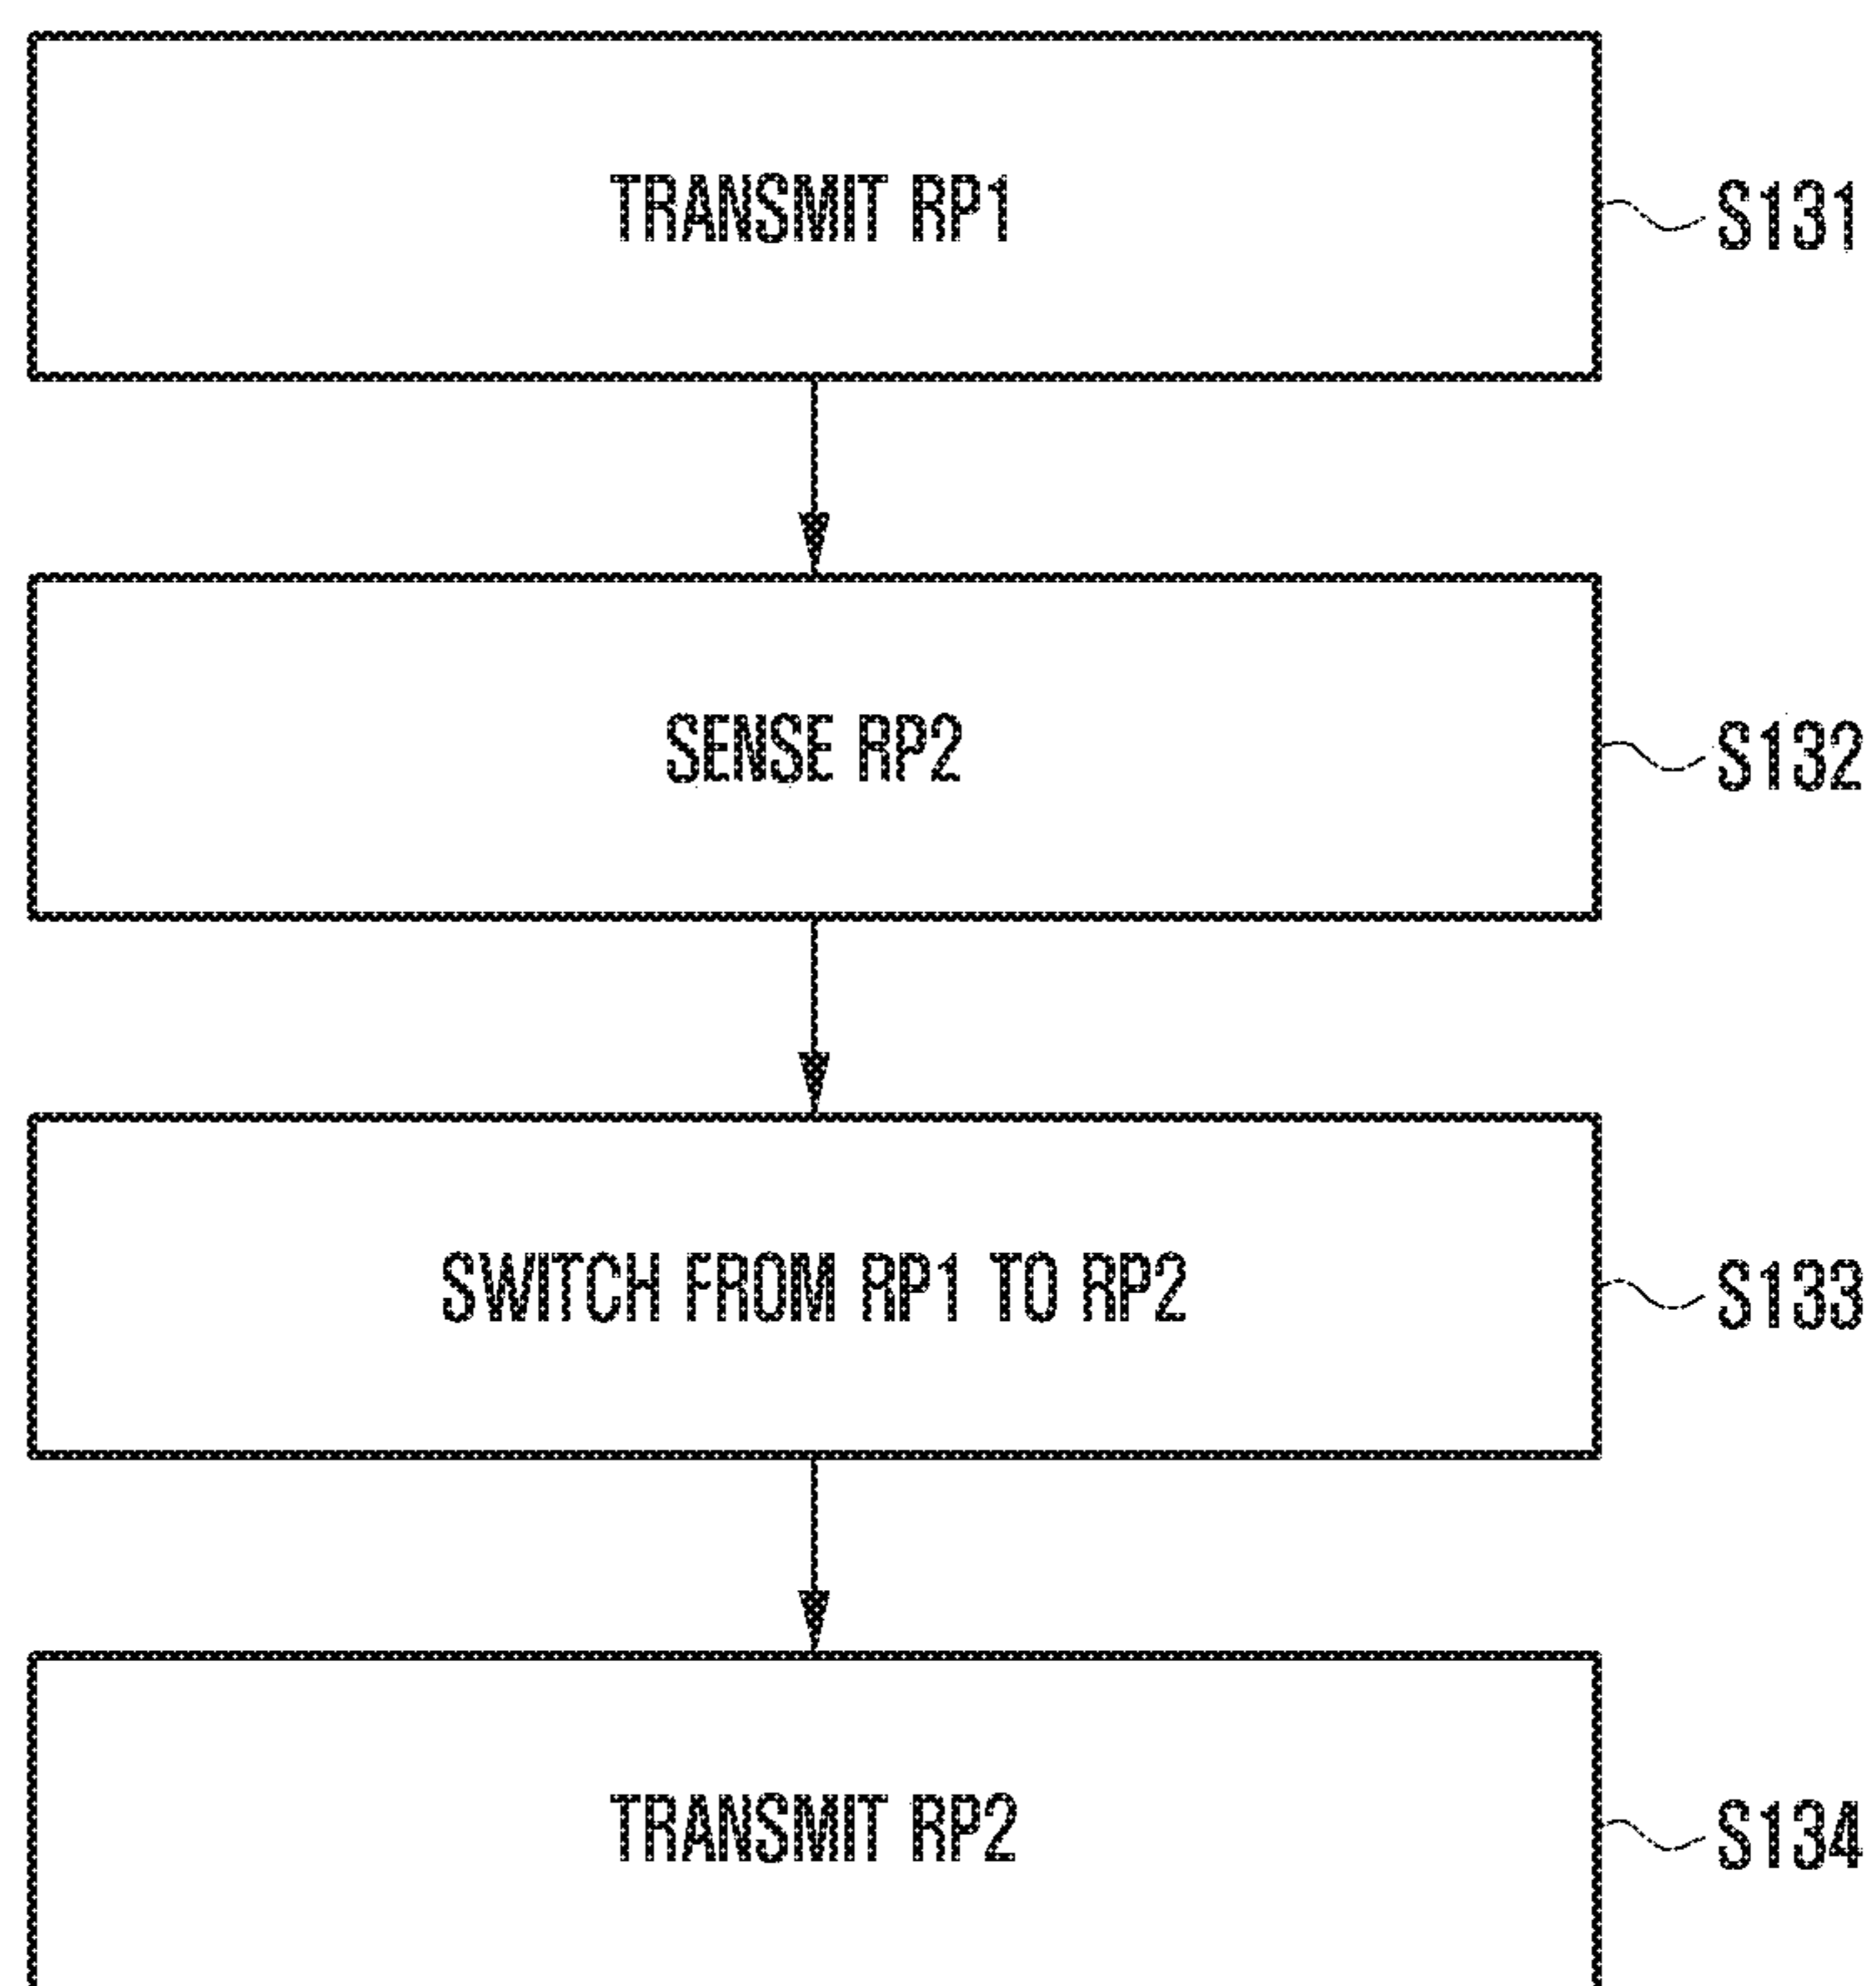 TRANSMIT RP1
S131
SENSE RP2
S132
SWITCH FROM RP1 TO RP2
S133
TRANSMIT RP2
S134